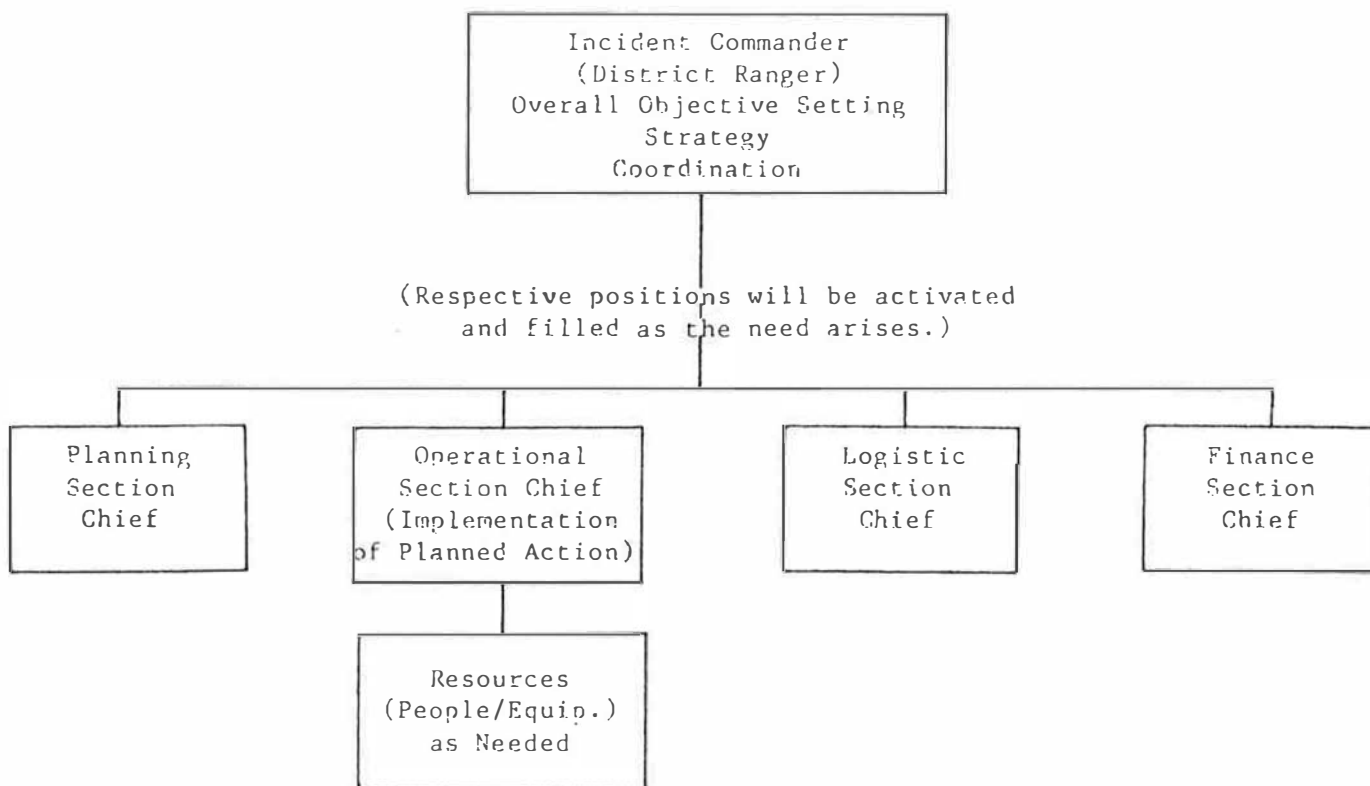 Incident Commander
(District Ranger)
Overall Objective Setting
Strategy
Coordination
(Respective positions will be activated
and filled as the need arises.)
Planning
Section
Chief
Operational
Section Chief
(Implementation
of Planned Action)
Logistic
Section
Chief
Finance
Section
Chief
Resources
(People/Equip.)
as Needed